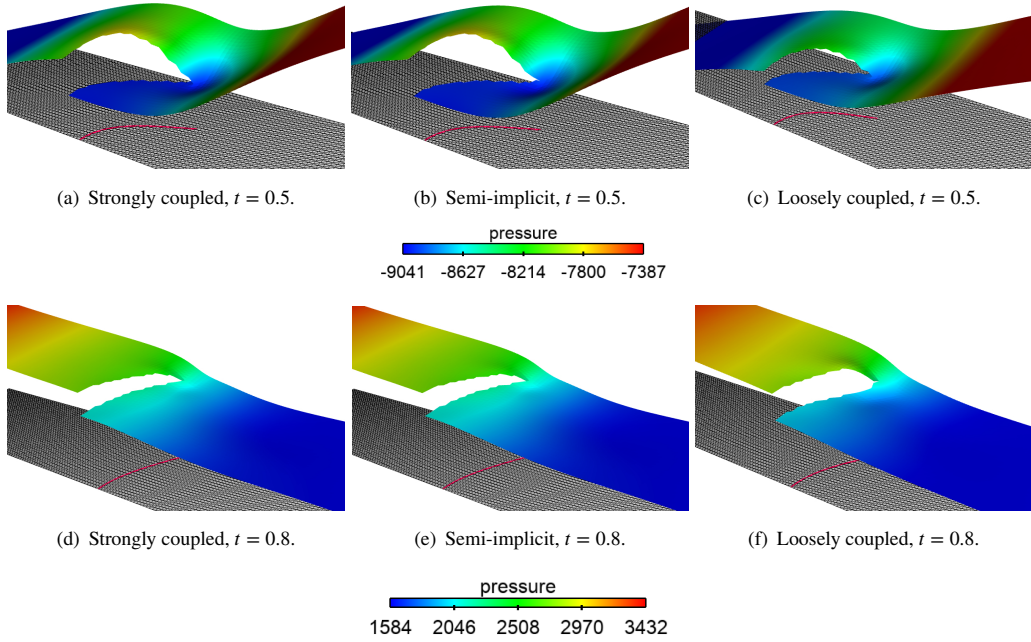 (a) Strongly coupled, t = 0.5.
(b) Semi-implicit, t = 0.5.
(c) Loosely coupled, t = 0.5.
pressure
-9041 -8627 -8214 -7800 -7387
(d) Strongly coupled, t = 0.8.
(e) Semi-implicit, t = 0.8.
(f) Loosely coupled, t = 0.8.
pressure
1584 2046 2508 2970 3432